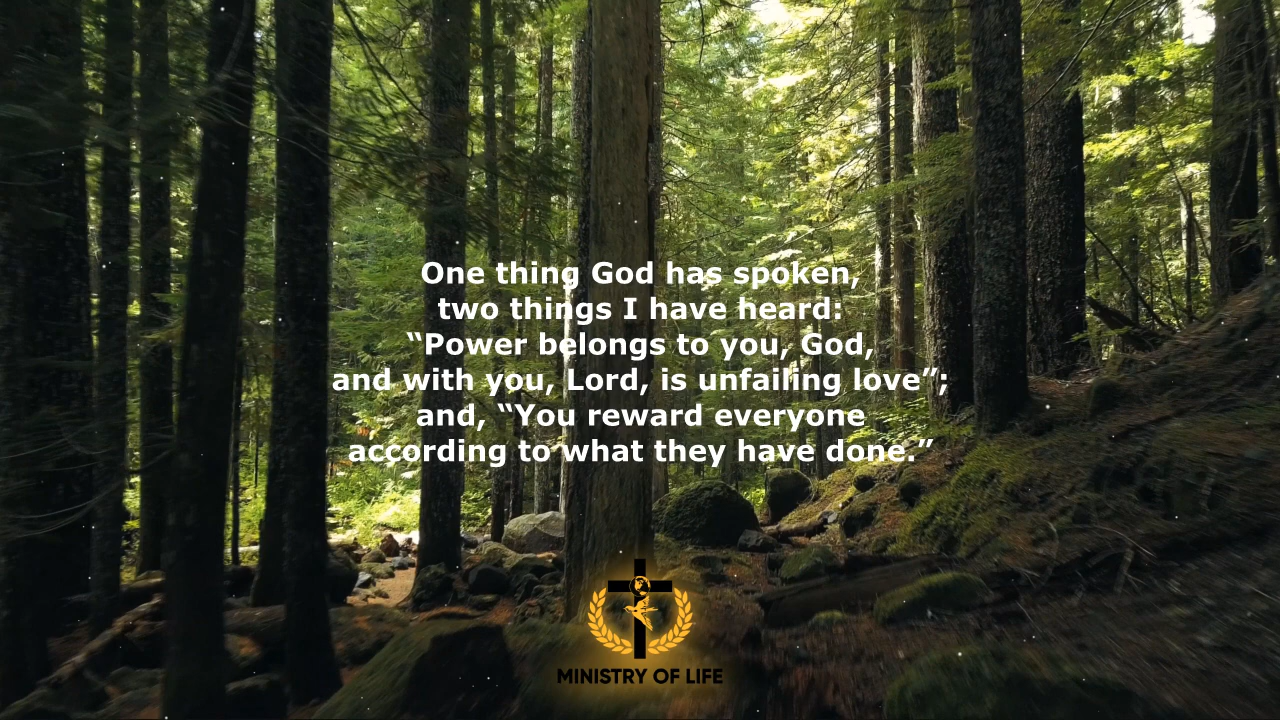 One thing God has spoken,
two things I have heard:
“Power belongs to you, God,
and with you, Lord, is unfailing love”;
and, “You reward everyone
according to what they have done.”
MINISTRY OF LIFE